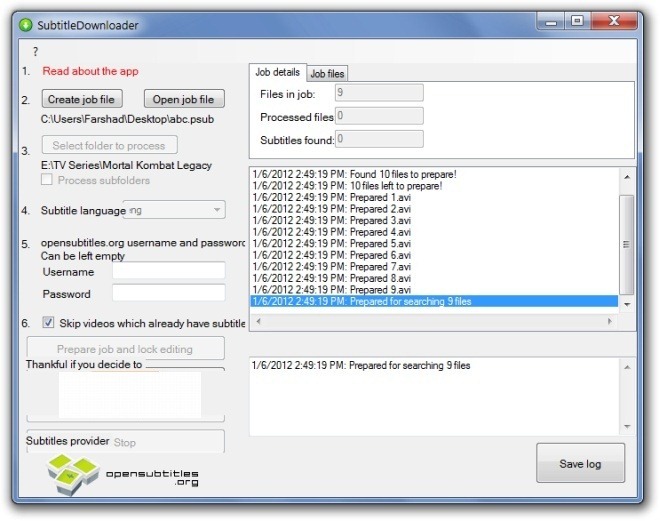 SubtitleDownloader
?
1. Read about the app
2. Create job file Open job file
C:\Users\Farshad\Desktop\abc.psub
3. Select folder to process
E:\TV Series\Mortal Kombat Legacy
Process subfolders
4. Subtitle language
5. opensubtitles.org username and password
Can be left empty
Username
Password
6. Skip videos which already have subtitle
Prepare job and lock editing
Thankful if you decide to
Subtitles provider Stop
opensubtitles
.org
Job details Job files
Files in job: 9
Processed files 0
Subtitles found: 0
1/6/2012 2:49:19 PM: Found 10 files to prepare!
1/6/2012 2:49:19 PM: 10 files left to prepare!
1/6/2012 2:49:19 PM: Prepared 1.avi
1/6/2012 2:49:19 PM: Prepared 2.avi
1/6/2012 2:49:19 PM: Prepared 3.avi
1/6/2012 2:49:19 PM: Prepared 4.avi
1/6/2012 2:49:19 PM: Prepared 5.avi
1/6/2012 2:49:19 PM: Prepared 6.avi
1/6/2012 2:49:19 PM: Prepared 7.avi
1/6/2012 2:49:19 PM: Prepared 8.avi
1/6/2012 2:49:19 PM: Prepared 9.avi
1/6/2012 2:49:19 PM: Prepared for searching 9 files
1/6/2012 2:49:19 PM: Prepared for searching 9 files
Save log